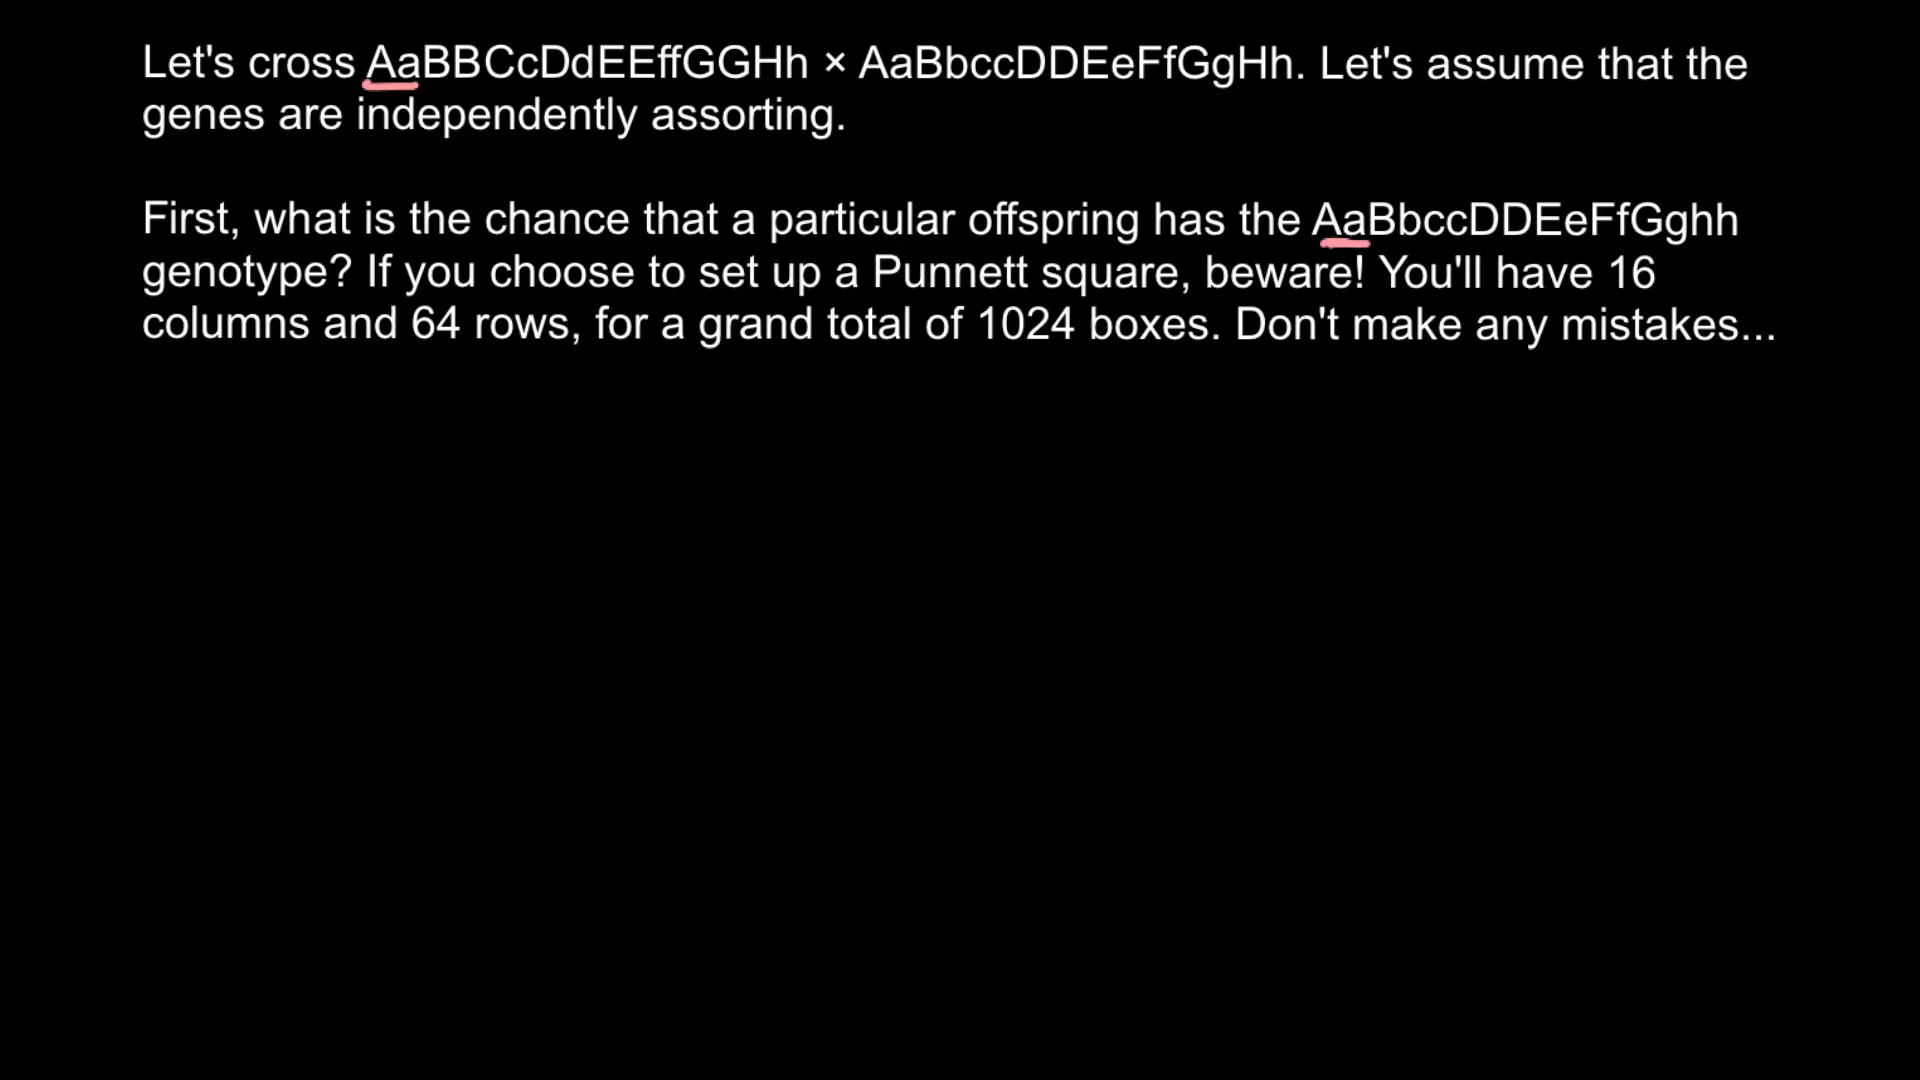 Let's cross AaBBCcDdEEffGGHh × AaBbccDDEeFfGgHh. Let's assume that the
genes are independently assorting.
First, what is the chance that a particular offspring has the AaBbccDDEeFfGghh
genotype? If you choose to set up a Punnett square, beware! You'll have 16
columns and 64 rows, for a grand total of 1024 boxes. Don't make any mistakes...